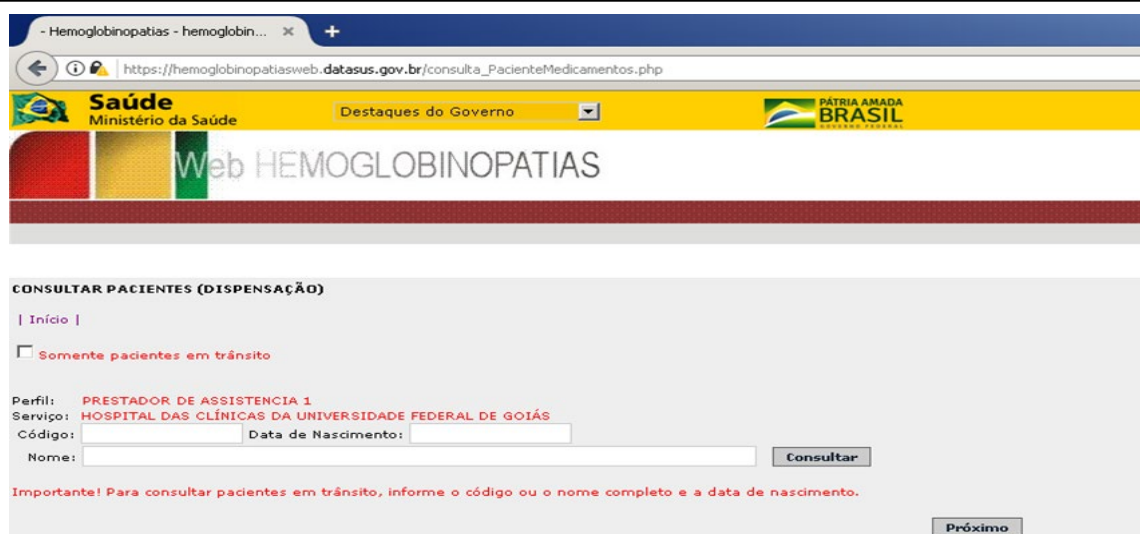 - Hemoglobinopatias - hemoglobin...
https://hemoglobinopatiasweb.datasus.gov.br/consulta_PacienteMedicamentos.php
Saúde
Ministério da Saúde
Destaques do Governo
PÁTRIA AMADA
BRASIL
GOVERNO FEDERAL
Web HEMOGLOBINOPATIAS
CONSULTAR PACIENTES (DISPENSAÇÃO)
| Início |
Somente pacientes em trânsito
Perfil: PRESTADOR DE ASSISTENCIA 1
Serviço: HOSPITAL DAS CLÍNICAS DA UNIVERSIDADE FEDERAL DE GOIÁS
Código: Data de Nascimento:
Nome: Consultar
Importante! Para consultar pacientes em trânsito, informe o código ou o nome completo e a data de nascimento.
Próximo